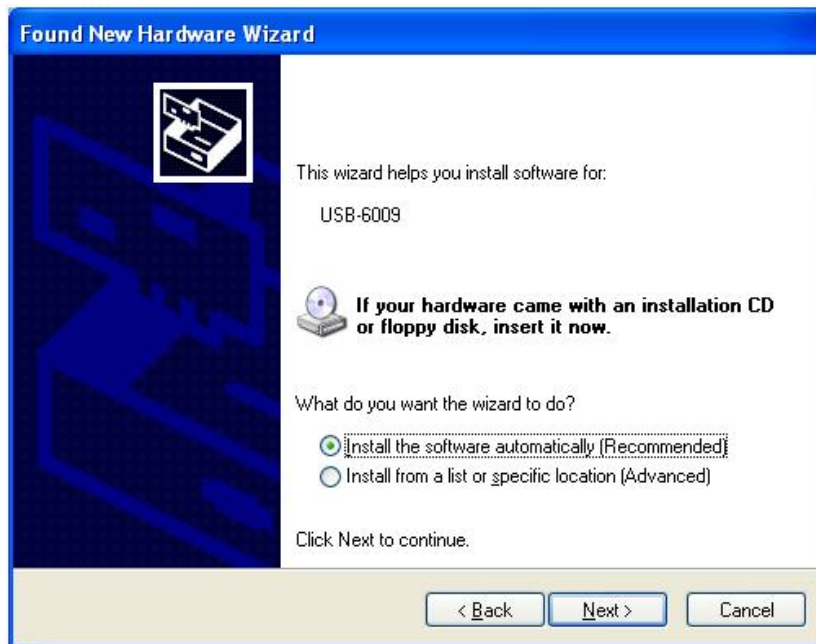 Found New Hardware Wizard
This wizard helps you install software for:
USB-6009
If your hardware came with an installation CD
or floppy disk, insert it now.
What do you want the wizard to do?
Install the software automatically (Recommended)
Install from a list or specific location (Advanced)
Click Next to continue.
< Back Next > Cancel